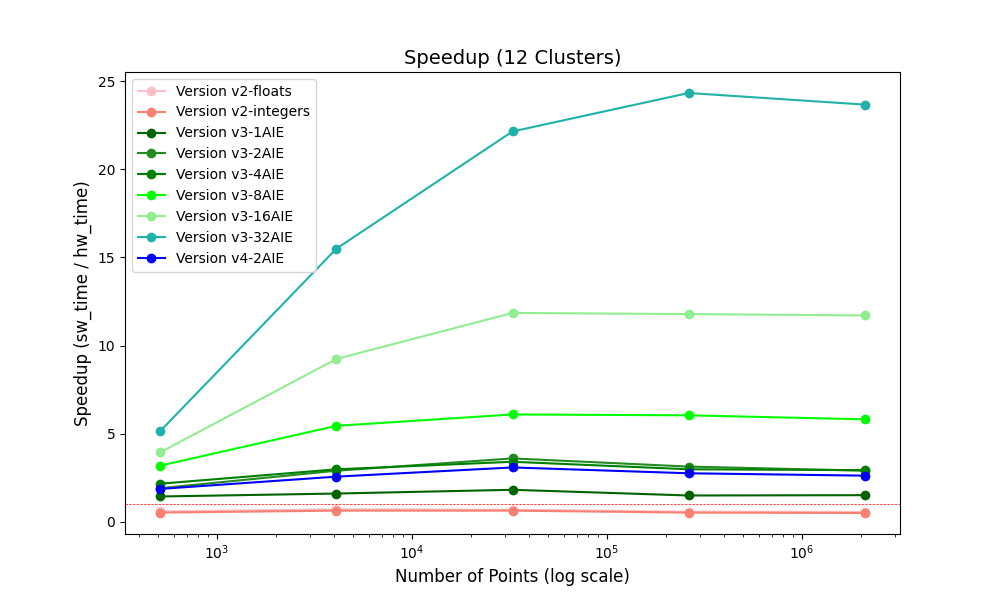 Speedup (12 Clusters)
Speedup (sw_time / hw_time)
25
20
15
10
5
0
Version v2-floats
Version v2-integers
Version v3-1AIE
Version v3-2AIE
Version v3-4AIE
Version v3-8AIE
Version v3-16AIE
Version v3-32AIE
Version v4-2AIE
10³ 10⁴ 10⁵ 10⁶
Number of Points (log scale)